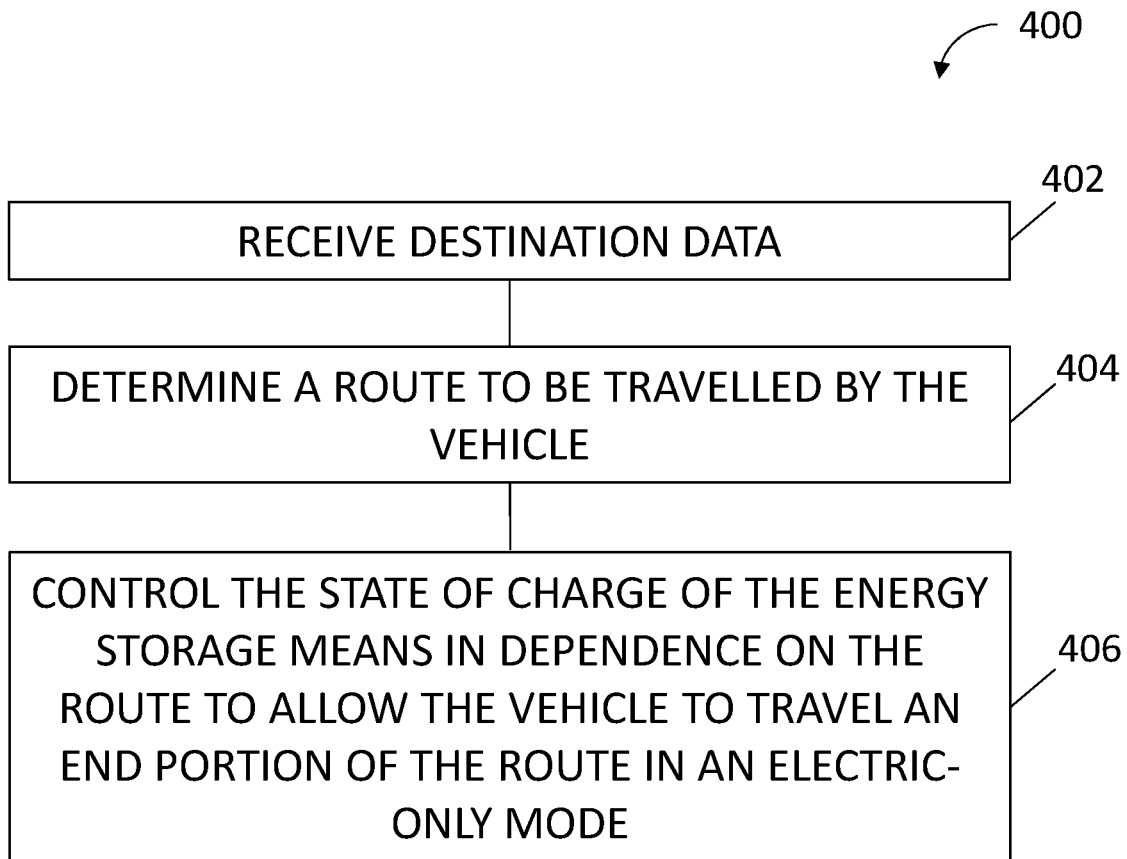 400
402
RECEIVE DESTINATION DATA
404
DETERMINE A ROUTE TO BE TRAVELLED BY THE
VEHICLE
CONTROL THE STATE OF CHARGE OF THE ENERGY
STORAGE MEANS IN DEPENDENCE ON THE
406
ROUTE TO ALLOW THE VEHICLE TO TRAVEL AN
END PORTION OF THE ROUTE IN AN ELECTRIC-
ONLY MODE